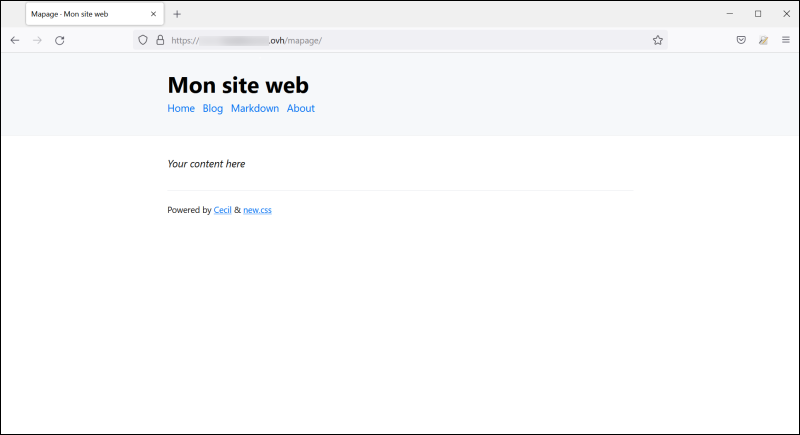 Mapage - Mon site web
https:// .ovh/mapage/
Mon site web
Home Blog Markdown About
Your content here
Powered by Cecil & new.css